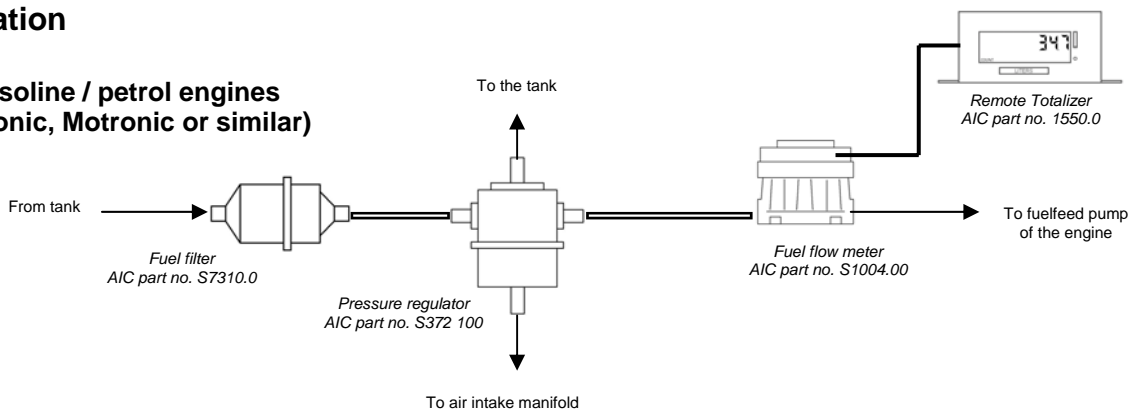 ation
soline / petrol engines
onic, Motronic or similar)
To the tank
347
LITERS
Remote Totalizer
AIC part no. 1550.0
From tank
To fuelfeed pump
of the engine
Fuel filter
AIC part no. S7310.0
Fuel flow meter
AIC part no. S1004.00
Pressure regulator
AIC part no. S372 100
To air intake manifold